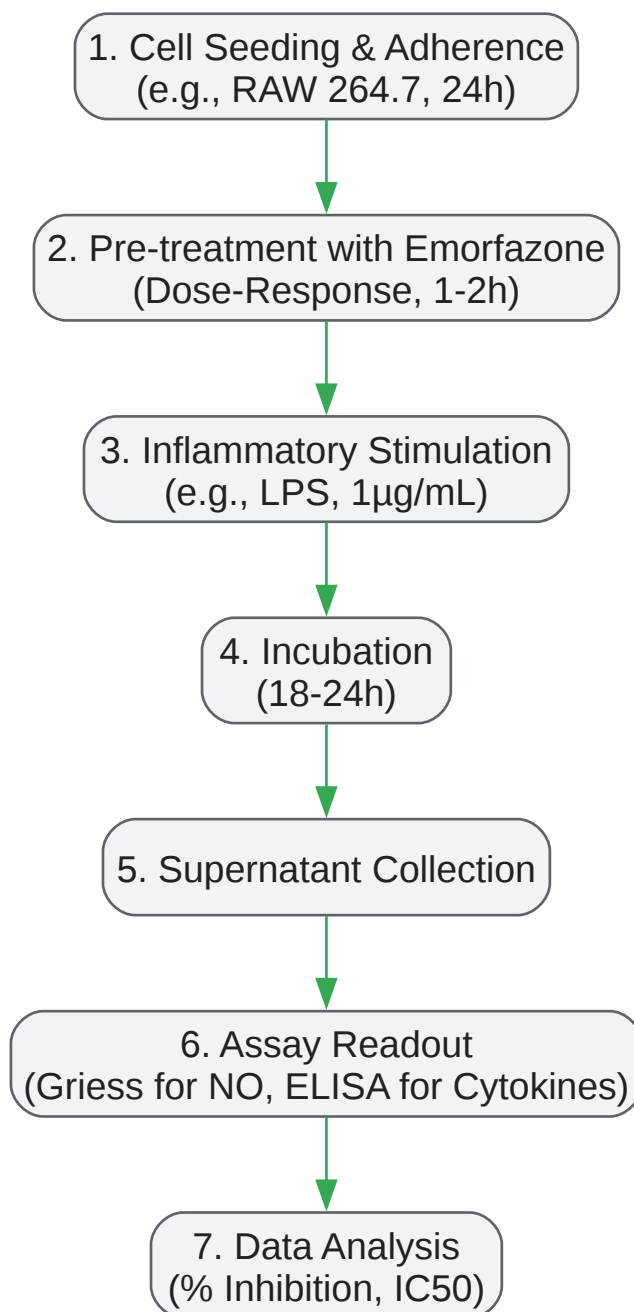 1. Cell Seeding & Adherence
(e.g., RAW 264.7, 24h)
2. Pre-treatment with Emorfazone
(Dose-Response, 1-2h)
3. Inflammatory Stimulation
(e.g., LPS, 1µg/mL)
4. Incubation
(18-24h)
5. Supernatant Collection
6. Assay Readout
(Griess for NO, ELISA for Cytokines)
7. Data Analysis
(% Inhibition, IC50)